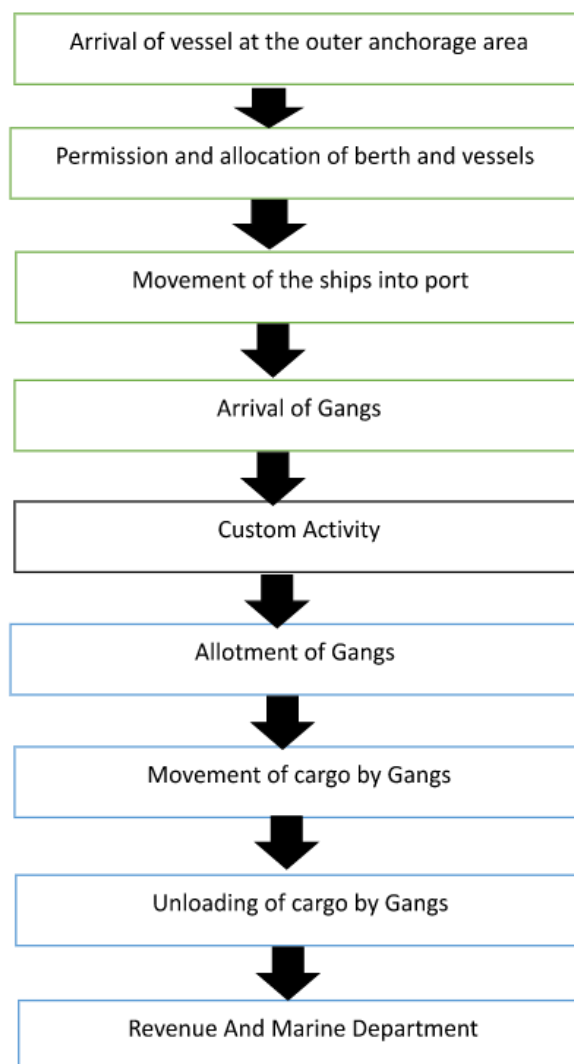 Arrival of vessel at the outer anchorage area
Permission and allocation of berth and vessels
Movement of the ships into port
Arrival of Gangs
Custom Activity
Allotment of Gangs
Movement of cargo by Gangs
Unloading of cargo by Gangs
Revenue And Marine Department